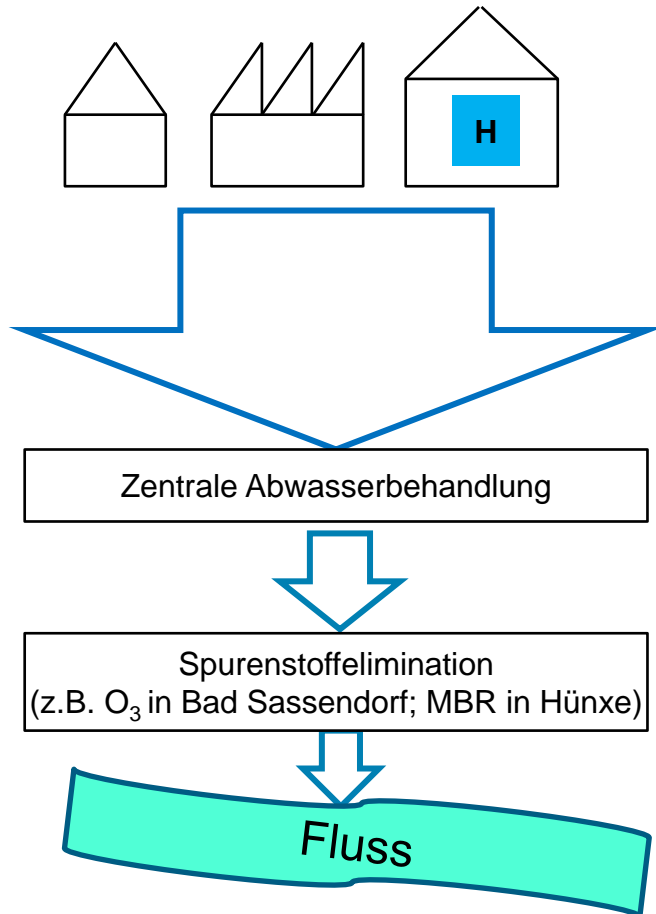 H
Zentrale Abwasserbehandlung
Spurenstoffelimination
(z.B. O₃ in Bad Sassendorf; MBR in Hünxe)
Fluss